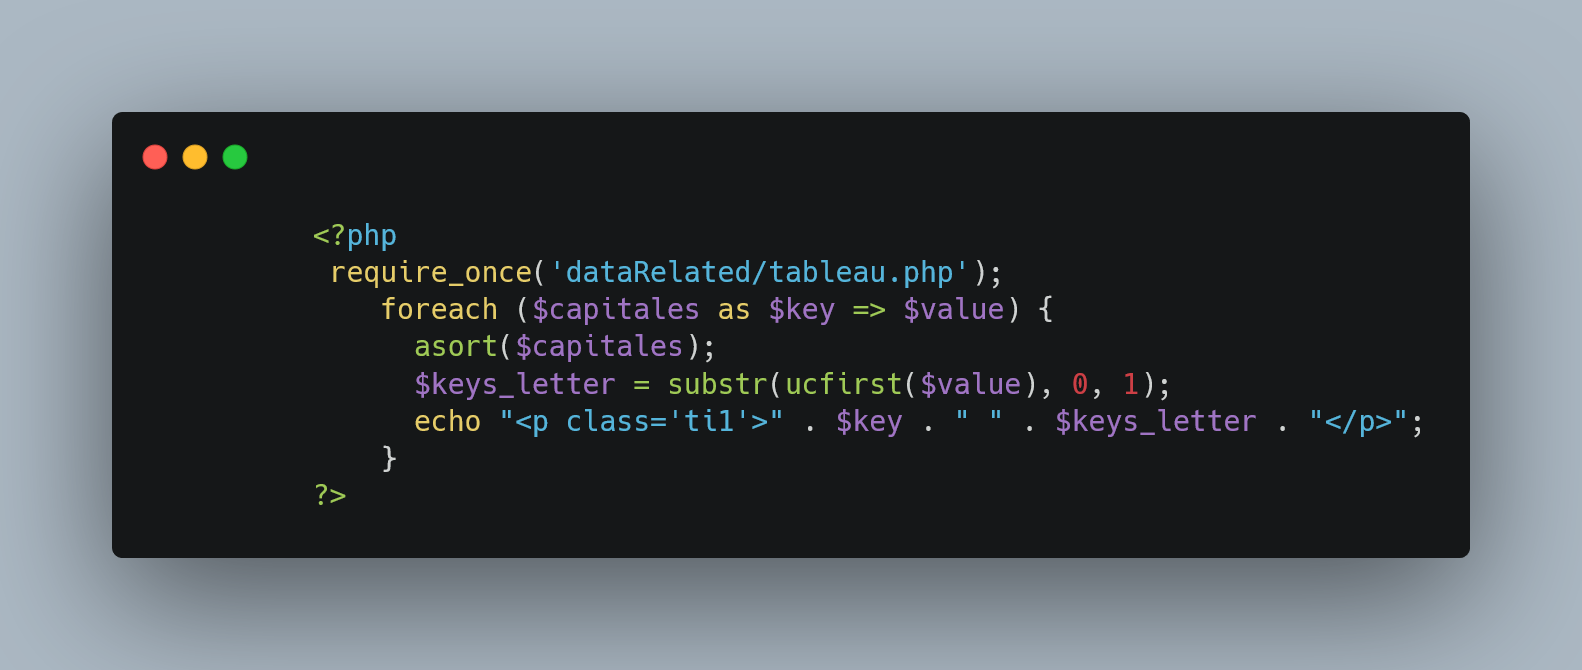 <?php
 require_once('dataRelated/tableau.php');
    foreach ($capitales as $key => $value) {
      asort($capitales);
      $keys_letter = substr(ucfirst($value), 0, 1);
      echo "<p class='ti1'>" . $key . " " . $keys_letter . "</p>";
    }
?>